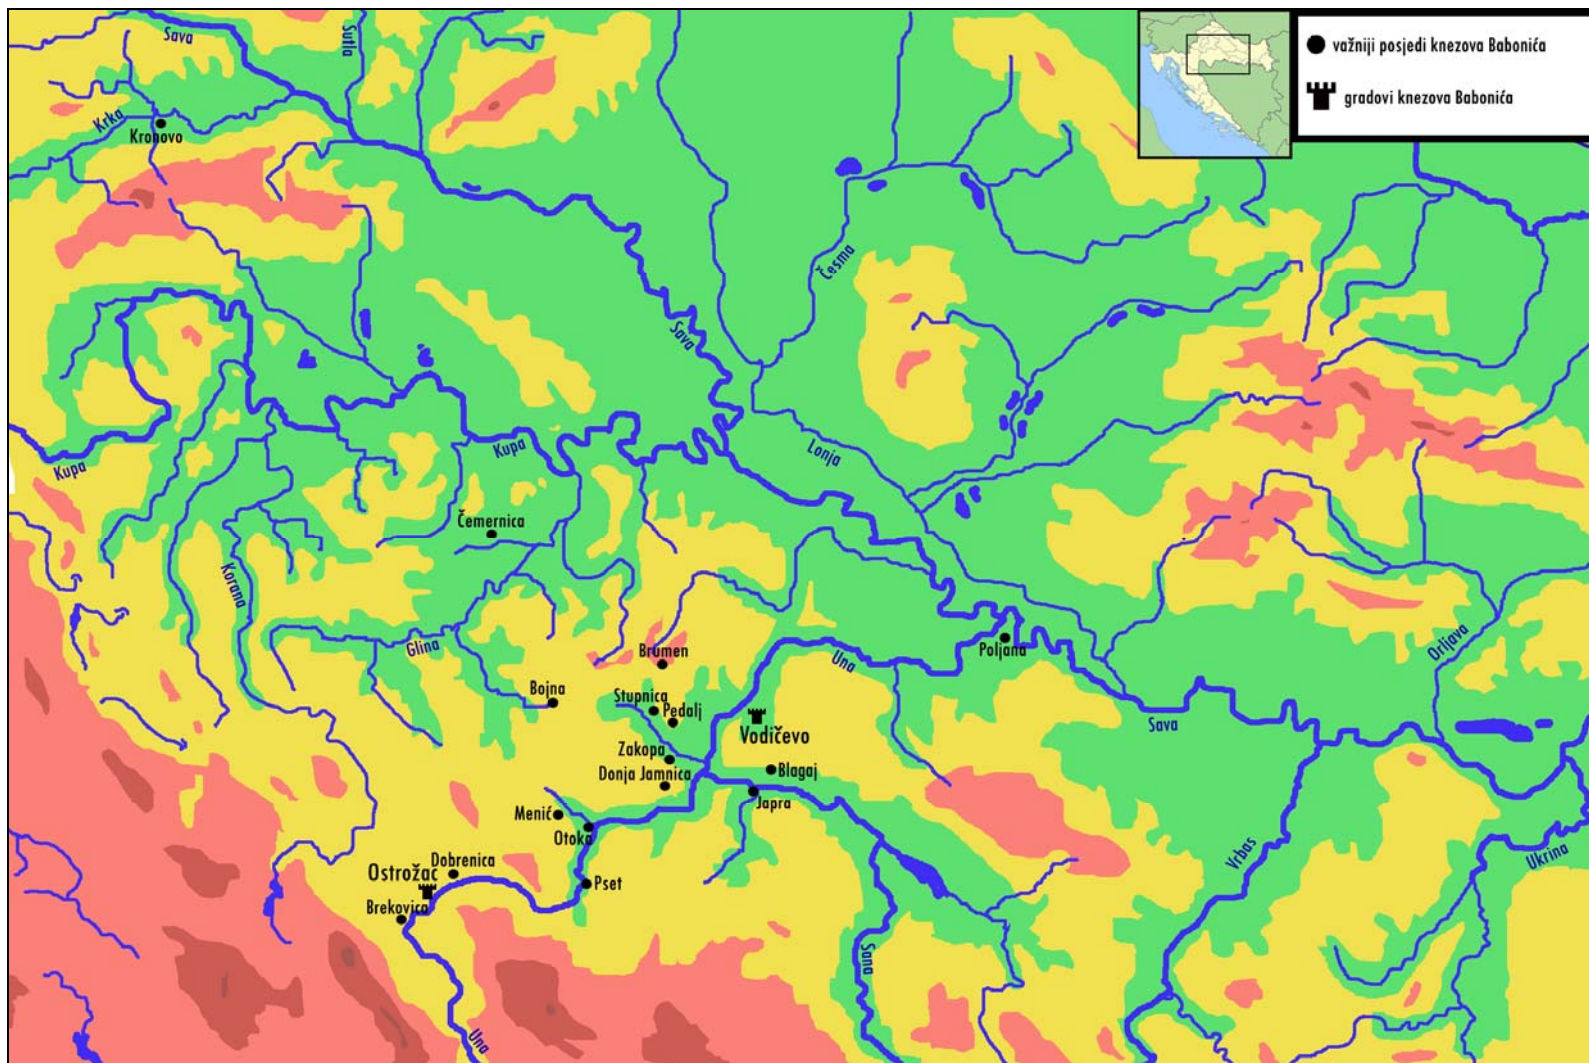 važniji posjedi knezova Babonića
gradovi knezova Babonića
Sava
Sutla
Krka
Kronovo
Česma
Sava
Kupa
Kupa
Lonja
Čemernica
Korana
Glina
Brumen
Una
Poljana
Orljava
Bojna
Stupnica
Pedalj
Vodičevo
Sava
Zakopa
Blagaj
Donja Jamnica
Japra
Menić
Otoka
Vrbas
Ukrina
Dobrenica
Ostrožac
Pset
Brekovica
Sana
Una